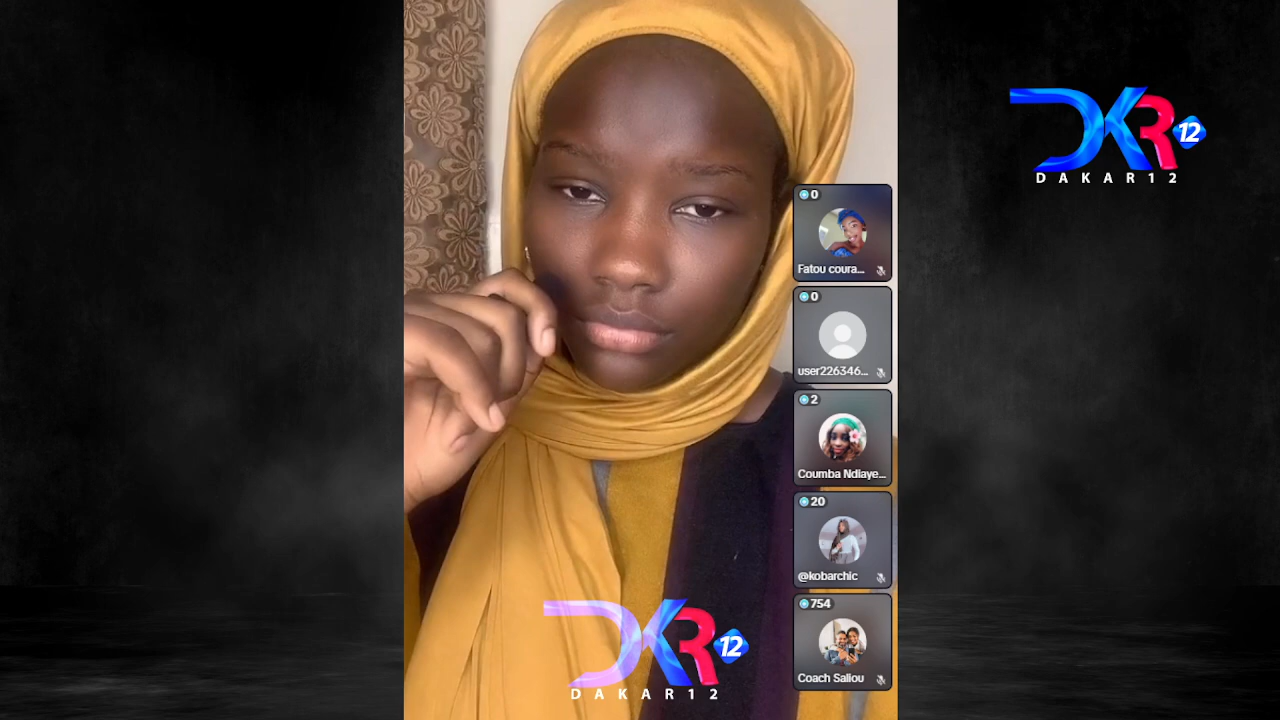 DKR 12
DAKAR12
0
Fatou coura...
0
user226346...
2
Coumba Ndiaye...
20
@kobarchic
754
Coach Saliou
DKR 12
DAKAR12